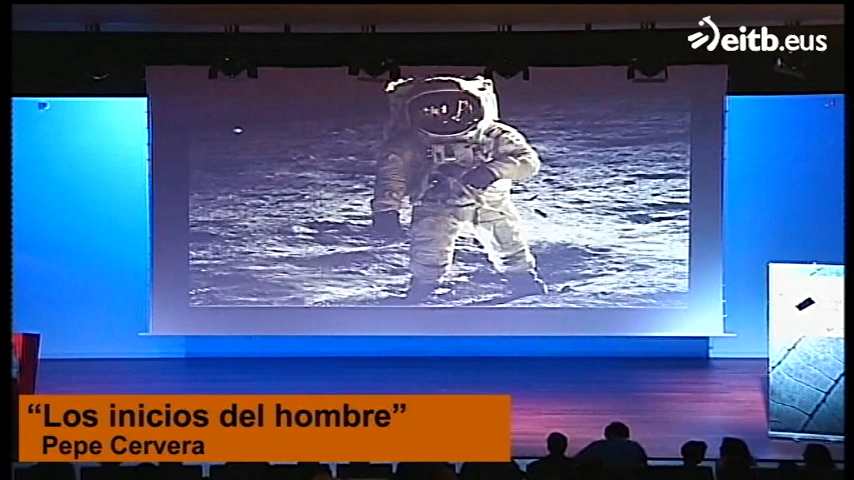 eitb.eus
“Los inicios del hombre”
Pepe Cervera